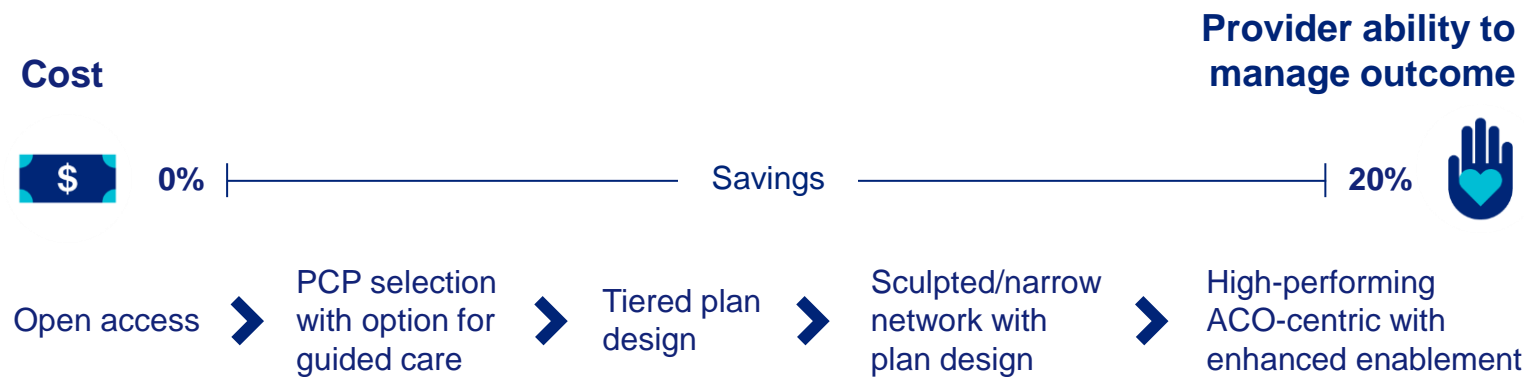 Cost
Provider ability to
manage outcome
$
0%
Savings
20%
Open access
PCP selection
with option for
guided care
Tiered plan
design
Sculpted/narrow
network with
plan design
High-performing
ACO-centric with
enhanced enablement